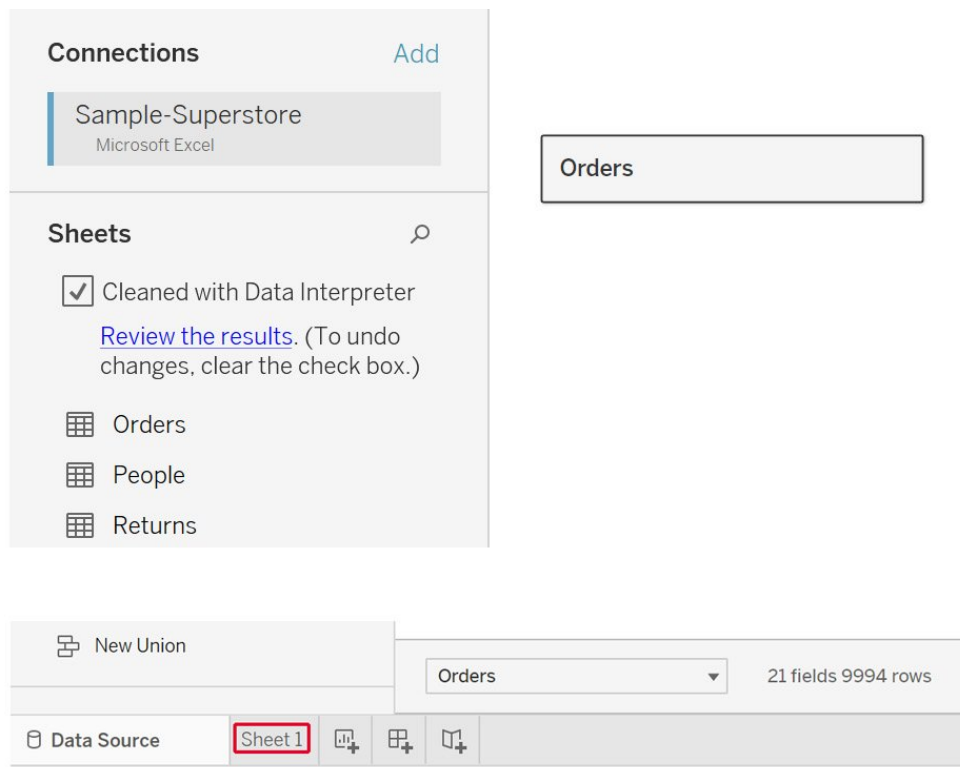 Connections Add
Sample-Superstore
Microsoft Excel
Orders
Sheets
Cleaned with Data Interpreter
Review the results. (To undo
changes, clear the check box.)
Orders
People
Returns
New Union
Orders 21 fields 9994 rows
Data Source Sheet 1